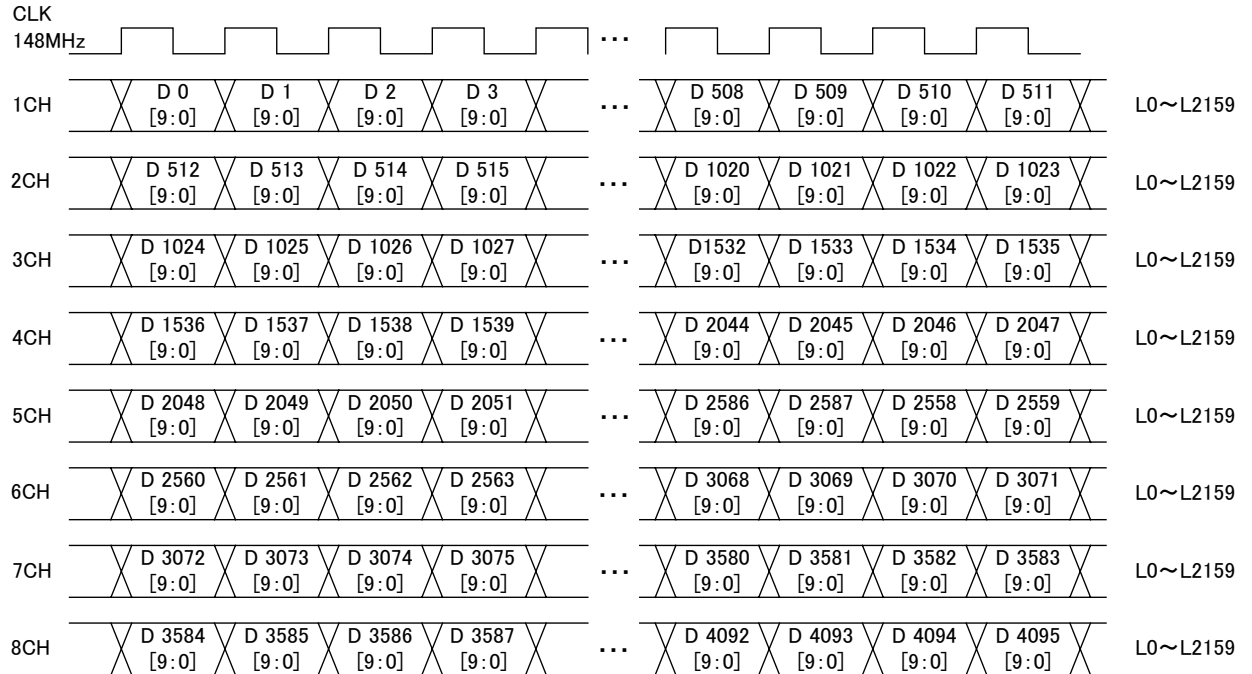 CLK
148MHz ...
1CH D 0 D 1 D 2 D 3 ... D 508 D 509 D 510 D 511 L0～L2159
[9:0] [9:0] [9:0] [9:0] [9:0] [9:0] [9:0] [9:0]
2CH D 512 D 513 D 514 D 515 ... D 1020 D 1021 D 1022 D 1023 L0～L2159
[9:0] [9:0] [9:0] [9:0] [9:0] [9:0] [9:0] [9:0]
3CH D 1024 D 1025 D 1026 D 1027 ... D1532 D 1533 D 1534 D 1535 L0～L2159
[9:0] [9:0] [9:0] [9:0] [9:0] [9:0] [9:0] [9:0]
4CH D 1536 D 1537 D 1538 D 1539 ... D 2044 D 2045 D 2046 D 2047 L0～L2159
[9:0] [9:0] [9:0] [9:0] [9:0] [9:0] [9:0] [9:0]
5CH D 2048 D 2049 D 2050 D 2051 ... D 2586 D 2587 D 2558 D 2559 L0～L2159
[9:0] [9:0] [9:0] [9:0] [9:0] [9:0] [9:0] [9:0]
6CH D 2560 D 2561 D 2562 D 2563 ... D 3068 D 3069 D 3070 D 3071 L0～L2159
[9:0] [9:0] [9:0] [9:0] [9:0] [9:0] [9:0] [9:0]
7CH D 3072 D 3073 D 3074 D 3075 ... D 3580 D 3581 D 3582 D 3583 L0～L2159
[9:0] [9:0] [9:0] [9:0] [9:0] [9:0] [9:0] [9:0]
8CH D 3584 D 3585 D 3586 D 3587 ... D 4092 D 4093 D 4094 D 4095 L0～L2159
[9:0] [9:0] [9:0] [9:0] [9:0] [9:0] [9:0] [9:0]